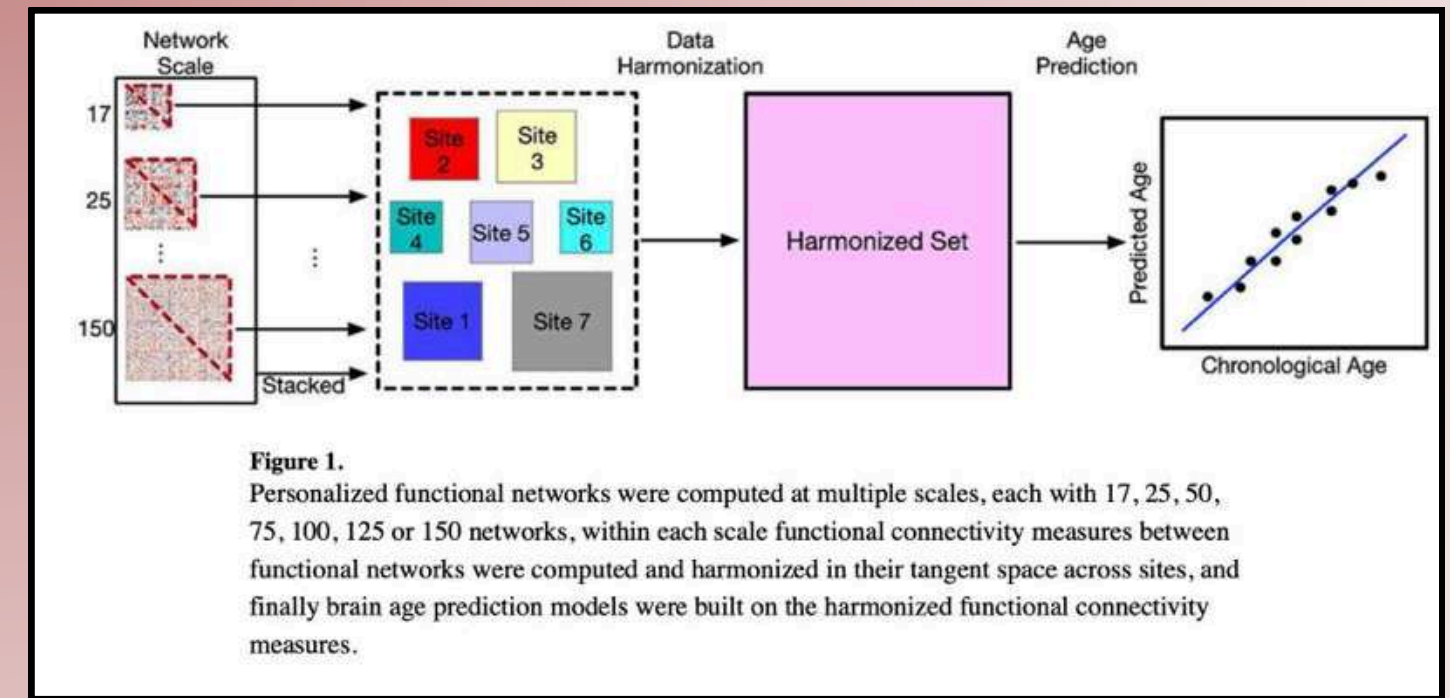 Network
Scale
Data
Harmonization
Age
Prediction
17
25
150
Stacked
Site
2
Site
3
Site
4
Site 5
Site
6
Site 1
Site 7
Harmonized Set
Predicted Age
Chronological Age
Figure 1.
Personalized functional networks were computed at multiple scales, each with 17, 25, 50,
75, 100, 125 or 150 networks, within each scale functional connectivity measures between
functional networks were computed and harmonized in their tangent space across sites, and
finally brain age prediction models were built on the harmonized functional connectivity
measures.